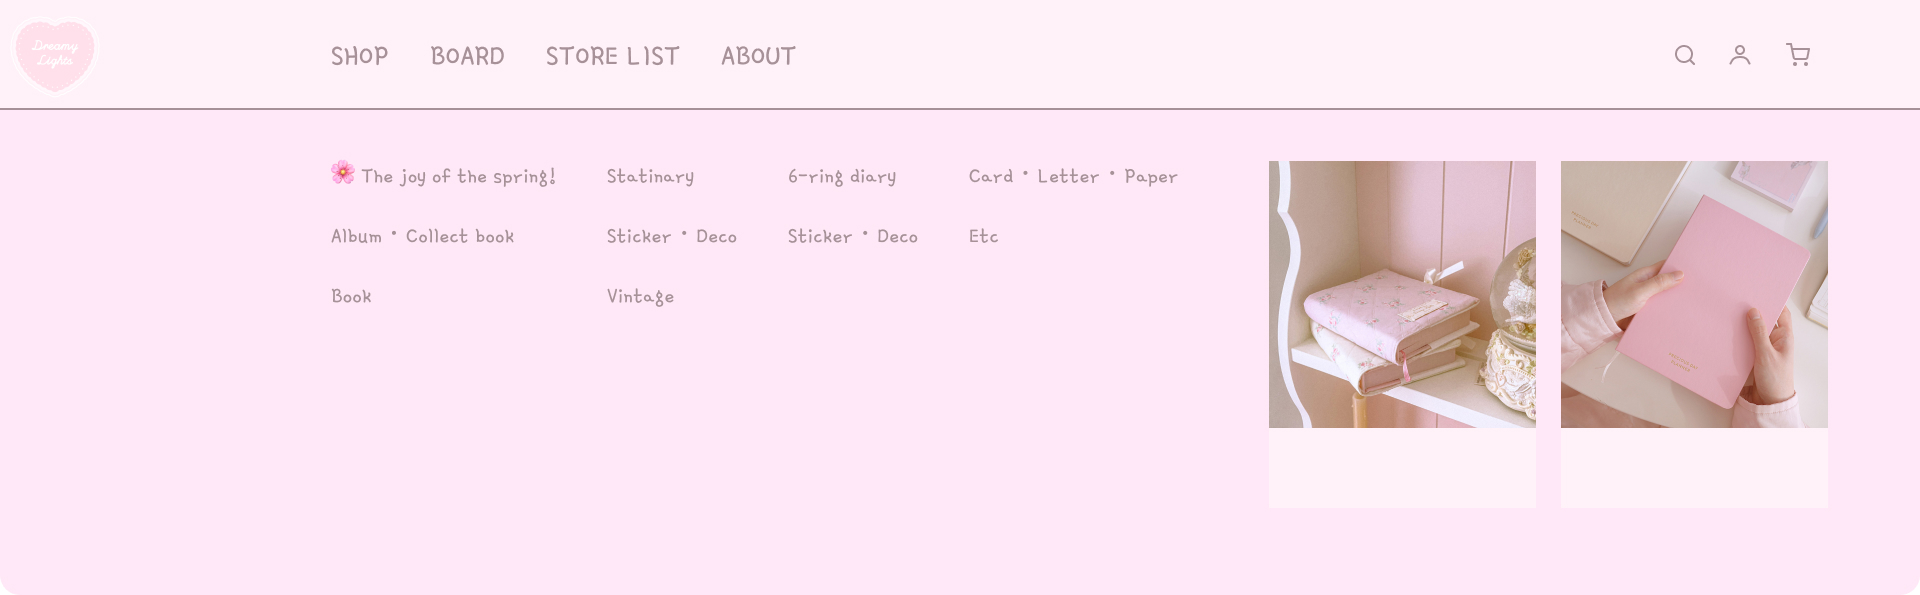 Dreamy
Lights
SHOP BOARD STORE LIST ABOUT
🌸 The joy of the spring! Statinary 6-ring diary Card • Letter • Paper
Album • Collect book Sticker • Deco Sticker • Deco Etc
Book Vintage